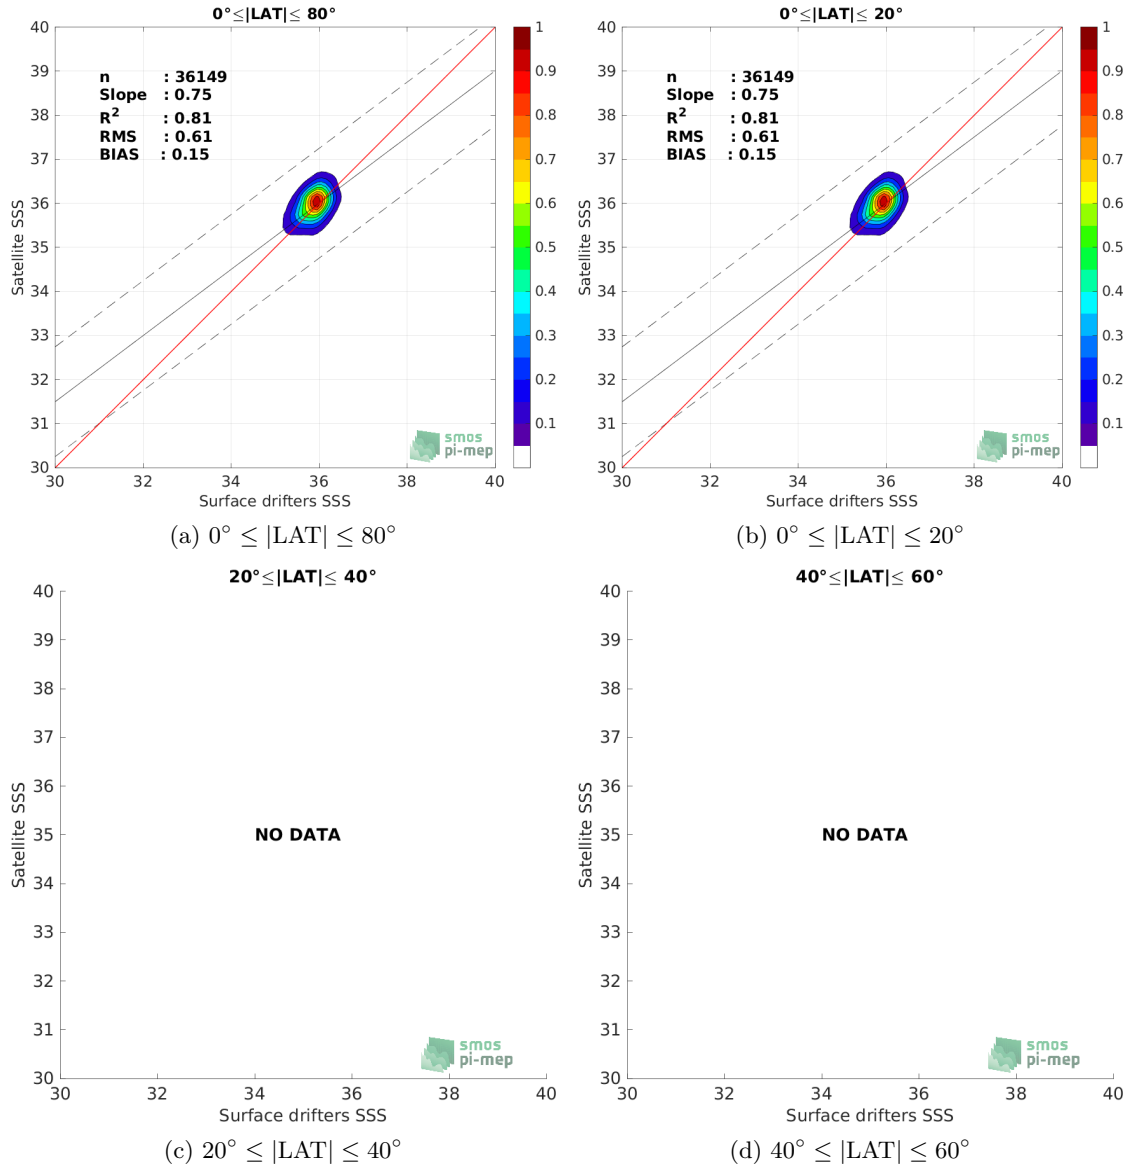 0°≤|LAT|≤ 80°
40
39
38
37
36
35
34
33
32
31
30
Satellite SSS
n : 36149
Slope : 0.75
R² : 0.81
RMS : 0.61
BIAS : 0.15
smos
pi-mep
30 32 34 36 38 40
Surface drifters SSS
1
0.9
0.8
0.7
0.6
0.5
0.4
0.3
0.2
0.1
(a) 0° ≤ |LAT| ≤ 80°
0°≤|LAT|≤ 20°
40
39
38
37
36
35
34
33
32
31
30
Satellite SSS
n : 36149
Slope : 0.75
R² : 0.81
RMS : 0.61
BIAS : 0.15
smos
pi-mep
30 32 34 36 38 40
Surface drifters SSS
1
0.9
0.8
0.7
0.6
0.5
0.4
0.3
0.2
0.1
(b) 0° ≤ |LAT| ≤ 20°
20°≤|LAT|≤ 40°
40
39
38
37
36
35
34
33
32
31
30
Satellite SSS
NO DATA
smos
pi-mep
30 32 34 36 38 40
Surface drifters SSS
(c) 20° ≤ |LAT| ≤ 40°
40°≤|LAT|≤ 60°
40
39
38
37
36
35
34
33
32
31
30
Satellite SSS
NO DATA
smos
pi-mep
30 32 34 36 38 40
Surface drifters SSS
(d) 40° ≤ |LAT| ≤ 60°